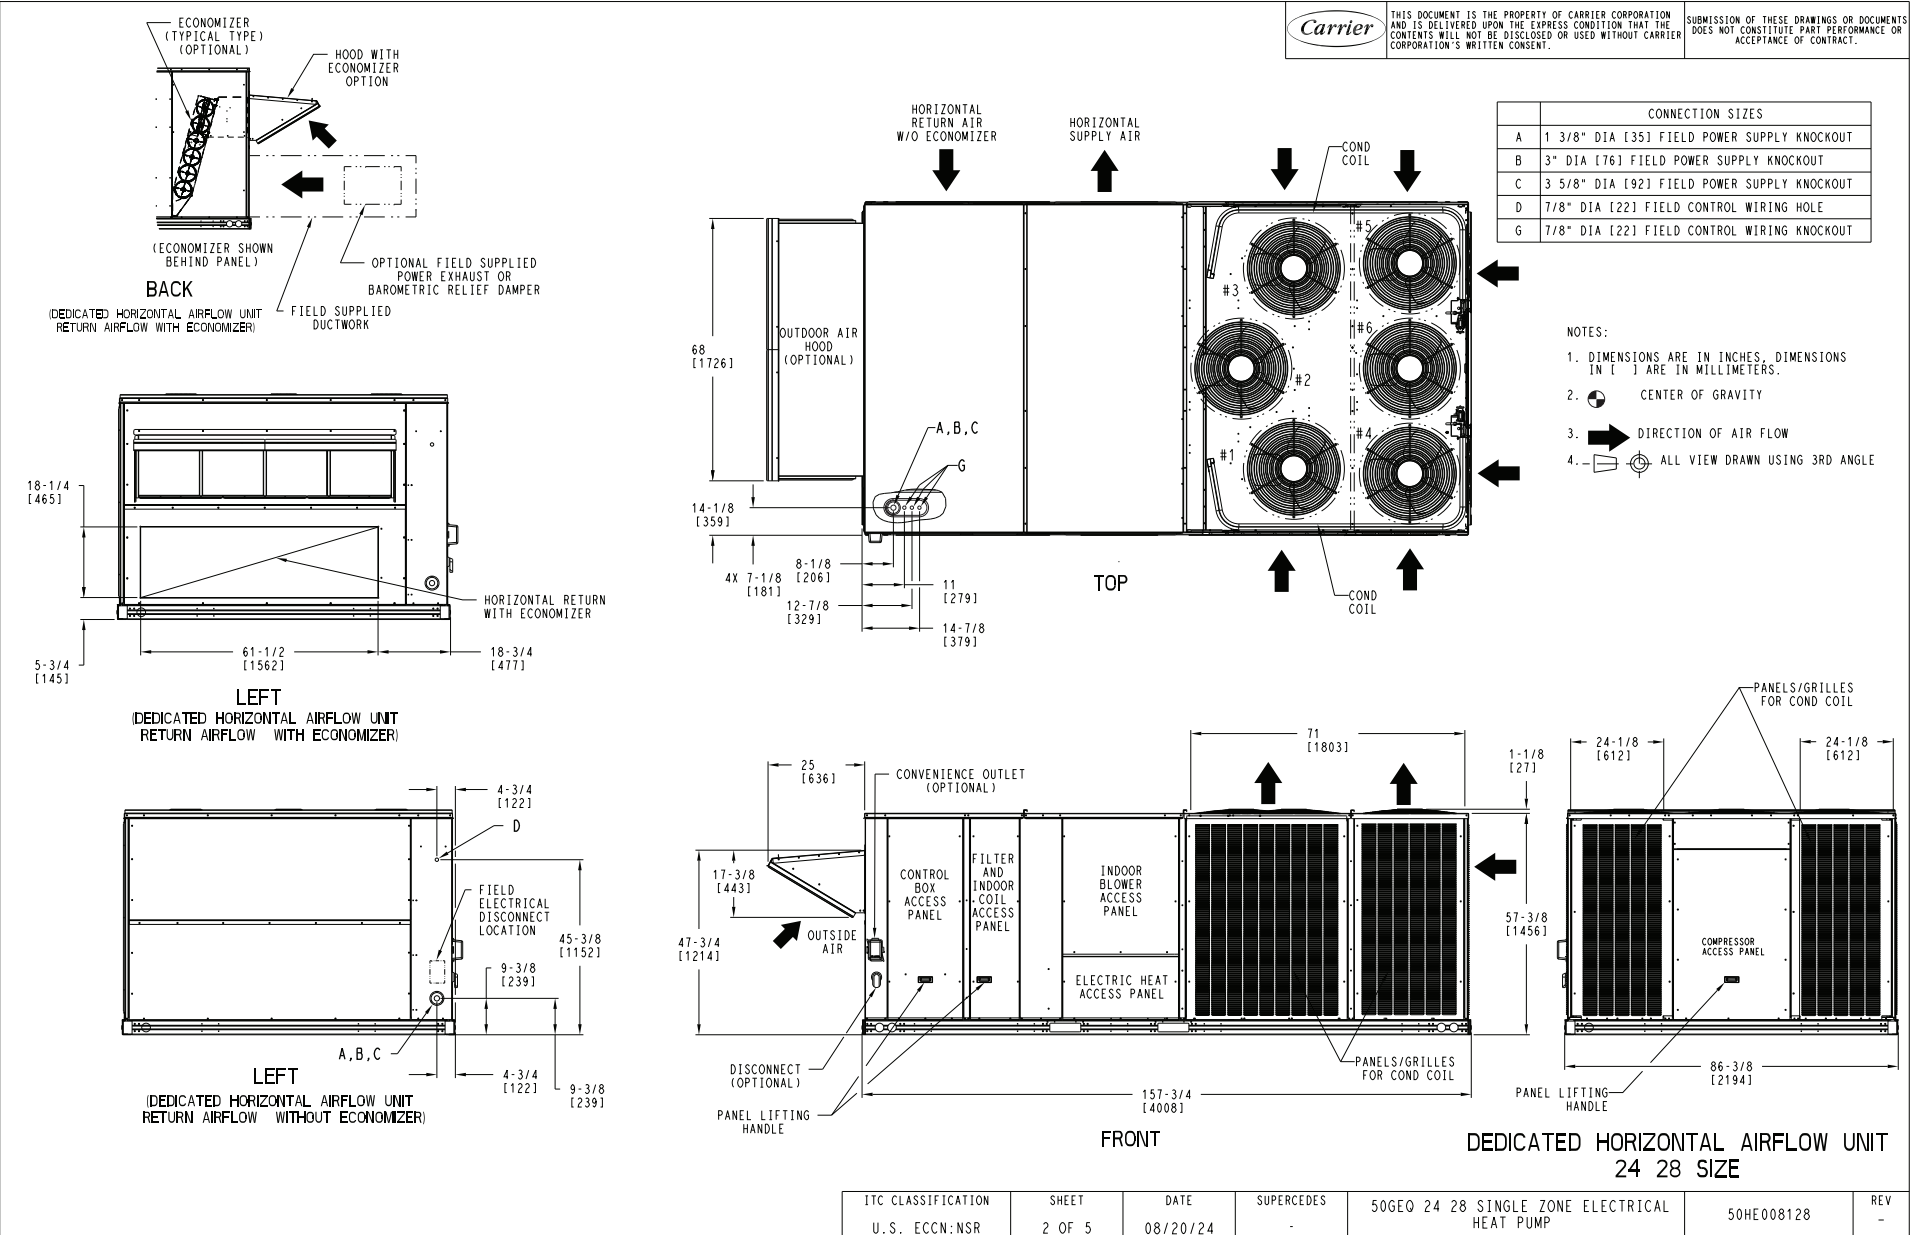 Carrier
THIS DOCUMENT IS THE PROPERTY OF CARRIER CORPORATION
AND IS DELIVERED UPON THE EXPRESS CONDITION THAT THE
CONTENTS WILL NOT BE DISCLOSED OR USED WITHOUT CARRIER
CORPORATION'S WRITTEN CONSENT.
SUBMISSION OF THESE DRAWINGS OR DOCUMENTS
DOES NOT CONSTITUTE PART PERFORMANCE OR
ACCEPTANCE OF CONTRACT.
ECONOMIZER
(TYPICAL TYPE)
(OPTIONAL)
HOOD WITH
ECONOMIZER
OPTION
(ECONOMIZER SHOWN
BEHIND PANEL)
OPTIONAL FIELD SUPPLIED
POWER EXHAUST OR
BAROMETRIC RELIEF DAMPER
FIELD SUPPLIED
DUCTWORK
BACK
(DEDICATED HORIZONTAL AIRFLOW UNIT
RETURN AIRFLOW WITH ECONOMIZER)
HORIZONTAL
RETURN AIR
W/O ECONOMIZER
HORIZONTAL
SUPPLY AIR
COND
COIL
#5
#3
#6
#2
#4
#1
OUTDOOR AIR
HOOD
(OPTIONAL)
68
[1726]
A,B,C
G
14-1/8
[359]
4X 7-1/8
[181]
8-1/8
[206]
11
[279]
12-7/8
[329]
14-7/8
[379]
TOP
COND
COIL
CONNECTION SIZES
A 1 3/8" DIA [35] FIELD POWER SUPPLY KNOCKOUT
B 3" DIA [76] FIELD POWER SUPPLY KNOCKOUT
C 3 5/8" DIA [92] FIELD POWER SUPPLY KNOCKOUT
D 7/8" DIA [22] FIELD CONTROL WIRING HOLE
G 7/8" DIA [22] FIELD CONTROL WIRING KNOCKOUT
NOTES:
1. DIMENSIONS ARE IN INCHES, DIMENSIONS
IN [ ] ARE IN MILLIMETERS.
2. CENTER OF GRAVITY
3. DIRECTION OF AIR FLOW
4. ALL VIEW DRAWN USING 3RD ANGLE
18-1/4
[465]
HORIZONTAL RETURN
WITH ECONOMIZER
5-3/4
[145]
61-1/2
[1562]
18-3/4
[477]
LEFT
(DEDICATED HORIZONTAL AIRFLOW UNIT
RETURN AIRFLOW WITH ECONOMIZER)
4-3/4
[122]
D
FIELD
ELECTRICAL
DISCONNECT
LOCATION
45-3/8
[1152]
9-3/8
[239]
A,B,C
4-3/4
[122]
9-3/8
[239]
LEFT
(DEDICATED HORIZONTAL AIRFLOW UNIT
RETURN AIRFLOW WITHOUT ECONOMIZER)
25
[636]
CONVENIENCE OUTLET
(OPTIONAL)
71
[1803]
1-1/8
[27]
17-3/8
[443]
47-3/4
[1214]
OUTSIDE
AIR
CONTROL
BOX
ACCESS
PANEL
FILTER
AND
INDOOR
COIL
ACCESS
PANEL
INDOOR
BLOWER
ACCESS
PANEL
ELECTRIC HEAT
ACCESS PANEL
57-3/8
[1456]
DISCONNECT
(OPTIONAL)
PANEL LIFTING
HANDLE
157-3/4
[4008]
PANELS/GRILLES
FOR COND COIL
FRONT
PANELS/GRILLES
FOR COND COIL
24-1/8
[612]
24-1/8
[612]
COMPRESSOR
ACCESS PANEL
86-3/8
[2194]
PANEL LIFTING
HANDLE
DEDICATED HORIZONTAL AIRFLOW UNIT
24 28 SIZE
ITC CLASSIFICATION
U.S. ECCN:NSR
SHEET
2 OF 5
DATE
08/20/24
SUPERCEDES
-
50GEQ 24 28 SINGLE ZONE ELECTRICAL
HEAT PUMP
50HE008128
REV
-